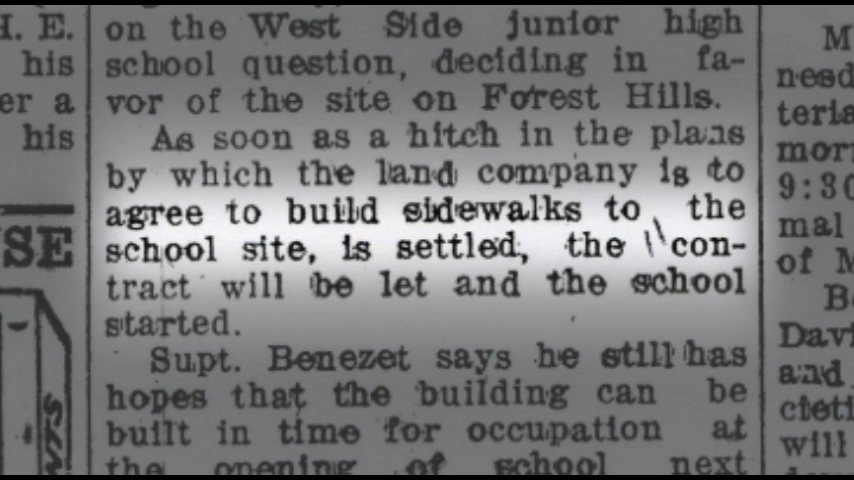 I. E.
his
er a
his
SE
on the West Side junior high
school question, deciding in fa-
vor of the site on Forest Hills.
As soon as a hitch in the plans
by which the land company is to
agree to build sidewalks to the
school site, is settled, the con-
tract will be let and the school
started.
Supt. Benezet says he still has
hopes that the building can be
built in time for occupation at
the opening of school next
M
nesd
teria
morr
9:30
mal
of M
Be
Davi
and
cieti
will